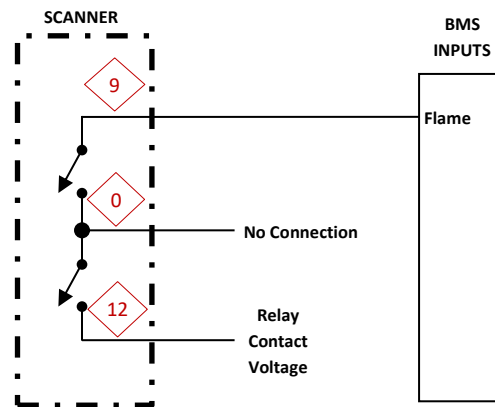 SCANNER
BMS
INPUTS
9
Flame
0
No Connection
12
Relay
Contact
Voltage